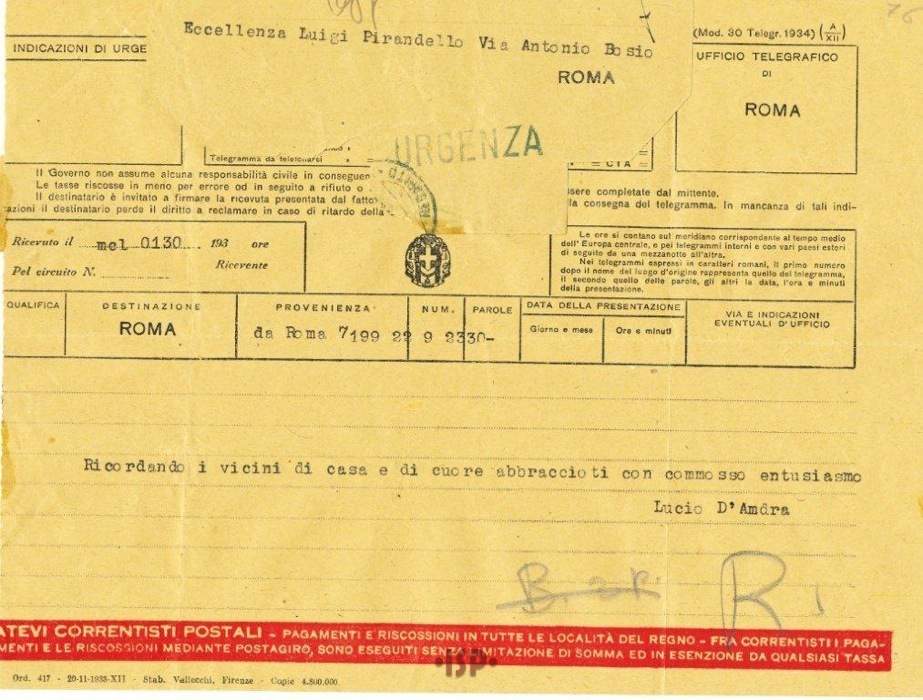 Eccellenza Luigi Pirandello Via Antonio Bosio
ROMA
INDICAZIONI DI URGE
(Mod. 30 Telegr. 1934) (A/XII)
UFFICIO TELEGRAFICO
DI
ROMA
URGENZA
Telegramma da telefonarsi
= CTA =
Il Governo non assume alcuna responsabilità civile in conseguen
Le tasse riscosse in meno per errore od in seguito a rifiuto o
Il destinatario è invitato a firmare la ricevuta presentata dal fatto
azioni il destinatario perde il diritto a reclamare in caso di ritardo della
ssere completate dal mittente.
lla consegna del telegramma. In mancanza di tali indi-
Ricevuto il mcl 0130 193 ore
Pel circuito N. Ricevente
Le ore si contano sul meridiano corrispondente al tempo medio
dell' Europa centrale, e pei telegrammi interni e con vari paesi esteri
di seguito da una mezzanotte all'altra.
Nei telegrammi espressi in caratteri romani, il primo numero
dopo il nome del luogo d'origine rappresenta quello del telegramma,
il secondo quello delle parole, gli altri la data, l'ora e minuti
della presentazione.
QUALIFICA
DESTINAZIONE
ROMA
PROVENIENZA
NUM.
PAROLE
da Roma 7199 22 9 2330-
DATA DELLA PRESENTAZIONE
Giorno e mese
Ore e minuti
VIA E INDICAZIONI
EVENTUALI D'UFFICIO
Ricordando i vicini di casa e di cuore abbraccioti con commosso entusiasmo
Lucio D'Amdra
R
ATEVI CORRENTISTI POSTALI - PAGAMENTI E RISCOSSIONI IN TUTTE LE LOCALITÀ DEL REGNO - FRA CORRENTISTI I PAGA-
MENTI E LE RISCOSSIONI MEDIANTE POSTAGIRO, SONO ESEGUITI SENZA LIMITAZIONE DI SOMMA ED IN ESENZIONE DA QUALSIASI TASSA
·BP·
Ord. 417 - 20-11-1933-XII - Stab. Vallecchi, Firenze - Copie 4.800.000